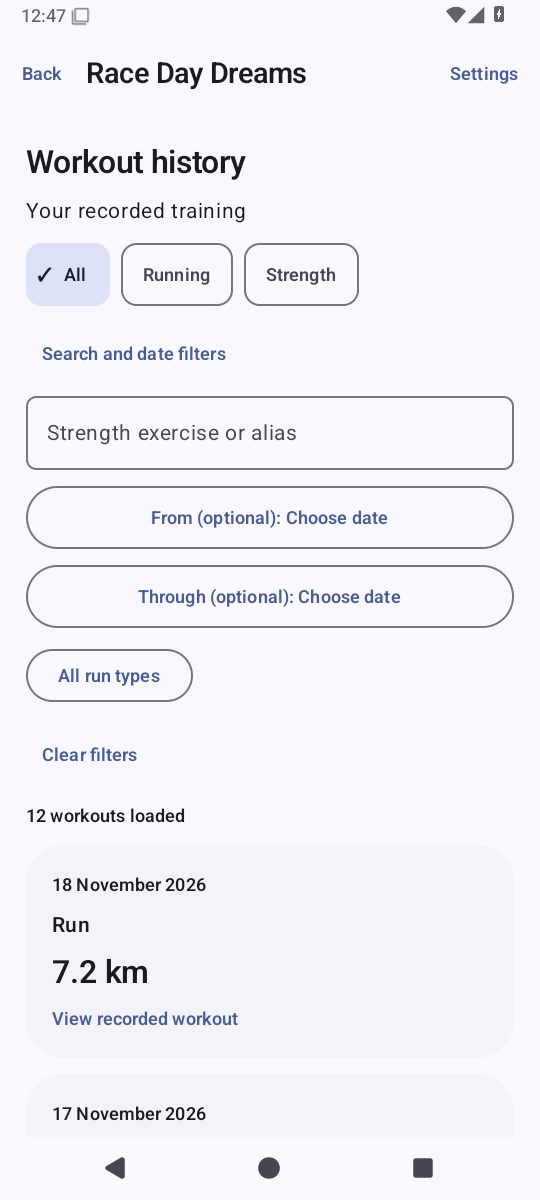 12:47
Back Race Day Dreams Settings
Workout history
Your recorded training
✓ All Running Strength
Search and date filters
Strength exercise or alias
From (optional): Choose date
Through (optional): Choose date
All run types
Clear filters
12 workouts loaded
18 November 2026
Run
7.2 km
View recorded workout
17 November 2026